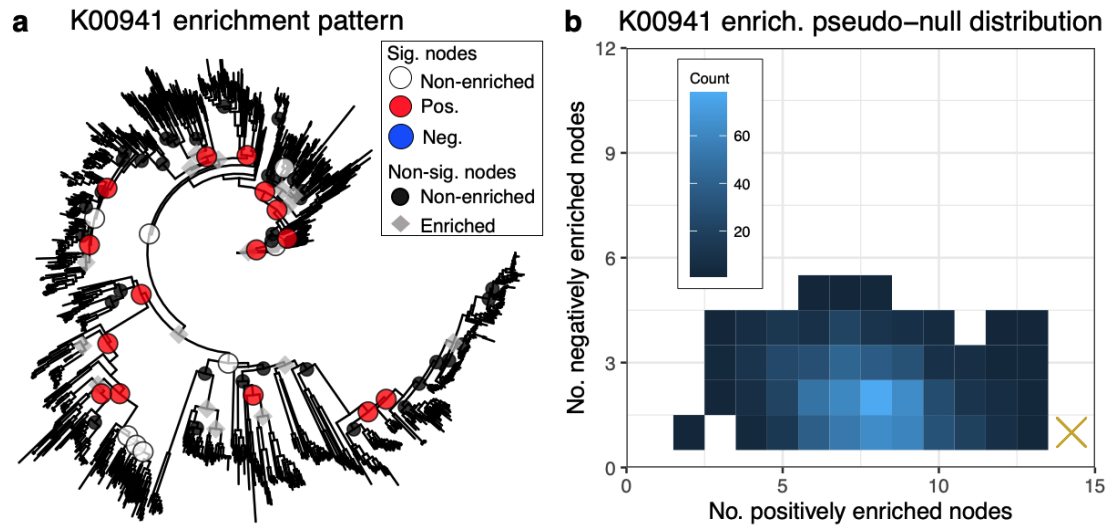 a K00941 enrichment pattern
Sig. nodes
Non-enriched
Pos.
Neg.
Non-sig. nodes
Non-enriched
Enriched
b K00941 enrich. pseudo−null distribution
No. negatively enriched nodes
12
9
6
3
0
Count
60
40
20
0 5 10 15
No. positively enriched nodes